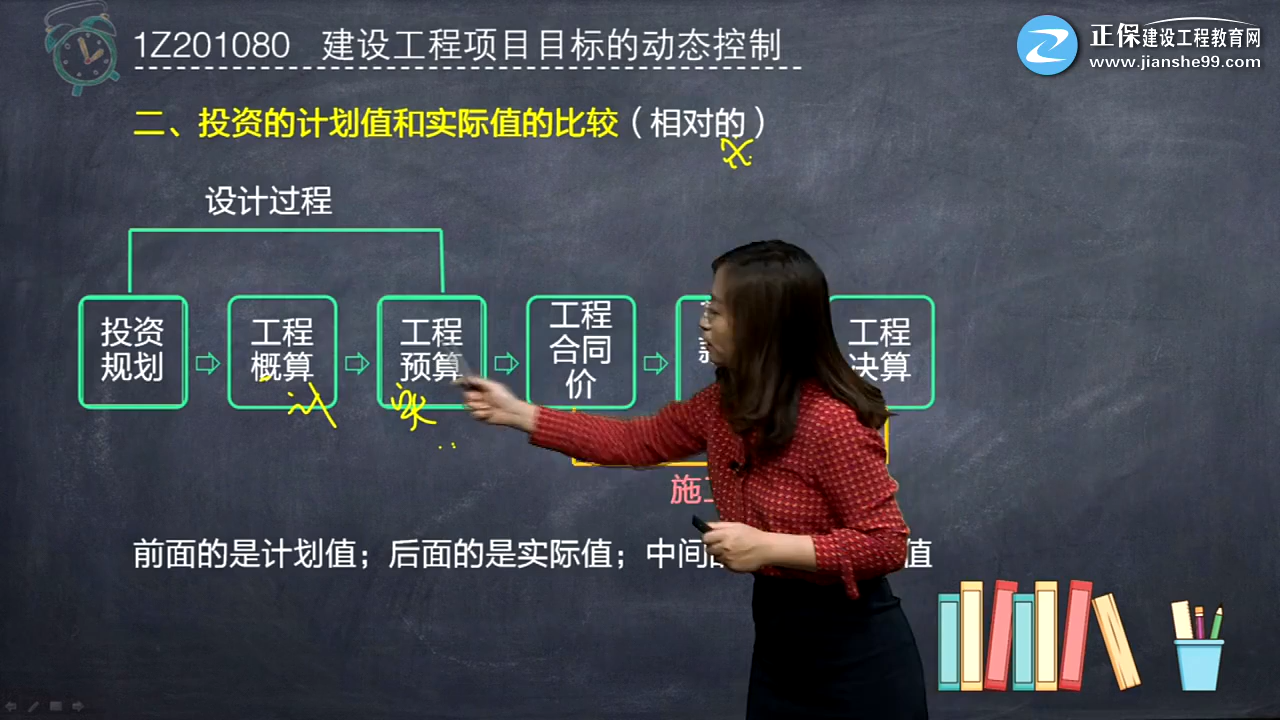 1Z201080 建设工程项目目标的动态控制
正保建设工程教育网
www.jianshe99.com
二、投资的计划值和实际值的比较（相对的）
设计过程
投资
规划
工程
概算
工程
预算
工程
合同
价
工程
决算
计
实
施工
前面的是计划值；后面的是实际值；中间 值